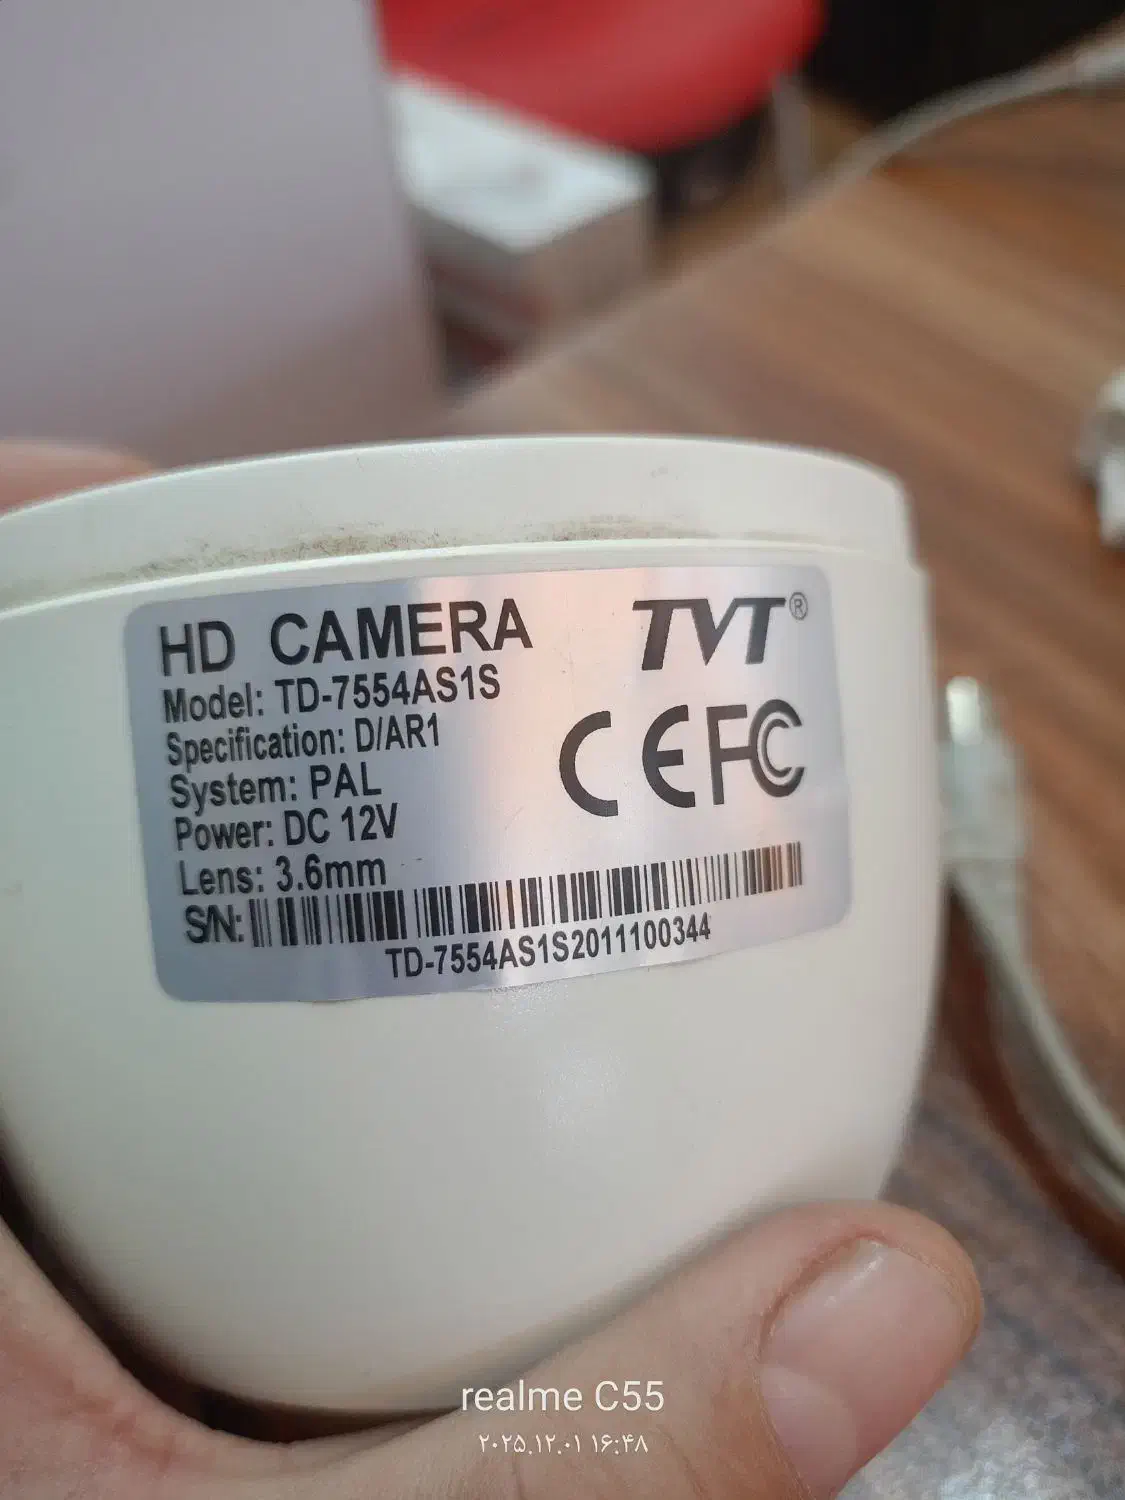 HD CAMERA
TVT®
Model: TD-7554AS1S
Specification: D/AR1
System: PAL
Power: DC 12V
Lens: 3.6mm
CE FC
S/N:
TD-7554AS1S2011100344
realme C55
۲۰۲۵.۱۲.۰۱ ۱۶:۴۸